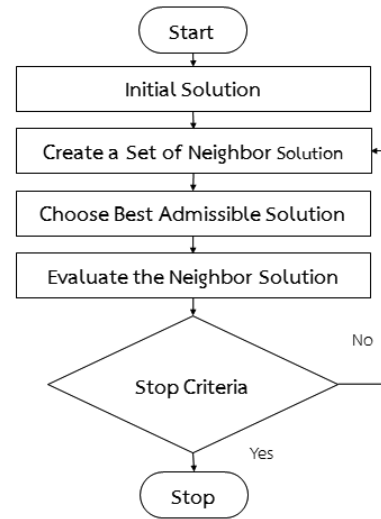 Start
Initial Solution
Create a Set of Neighbor Solution
Choose Best Admissible Solution
Evaluate the Neighbor Solution
No
Stop Criteria
Yes
Stop